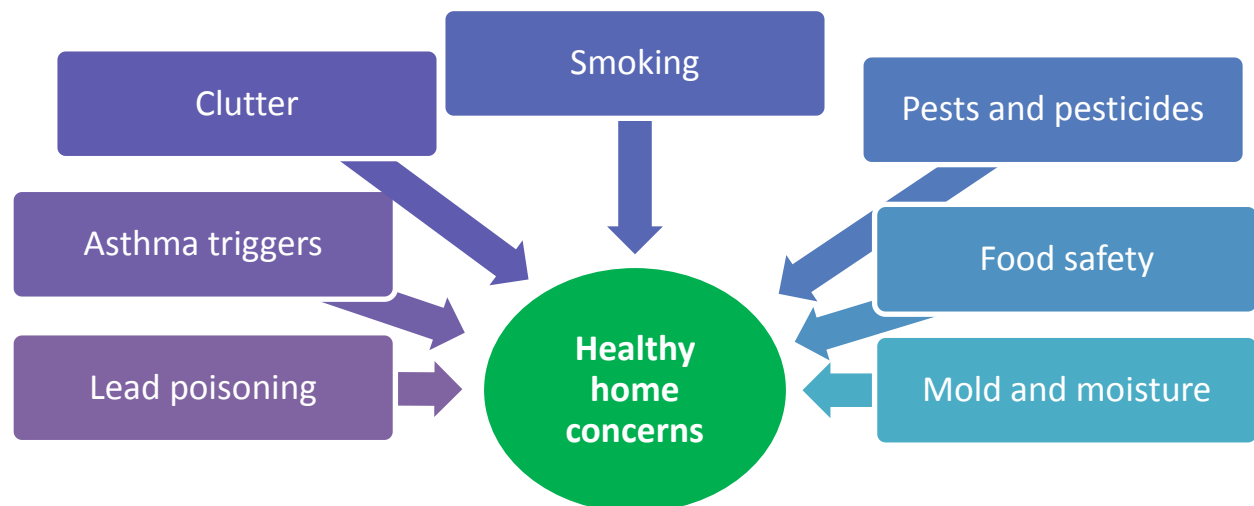 Smoking
Clutter
Pests and pesticides
Asthma triggers
Food safety
Lead poisoning
Healthy
home
concerns
Mold and moisture